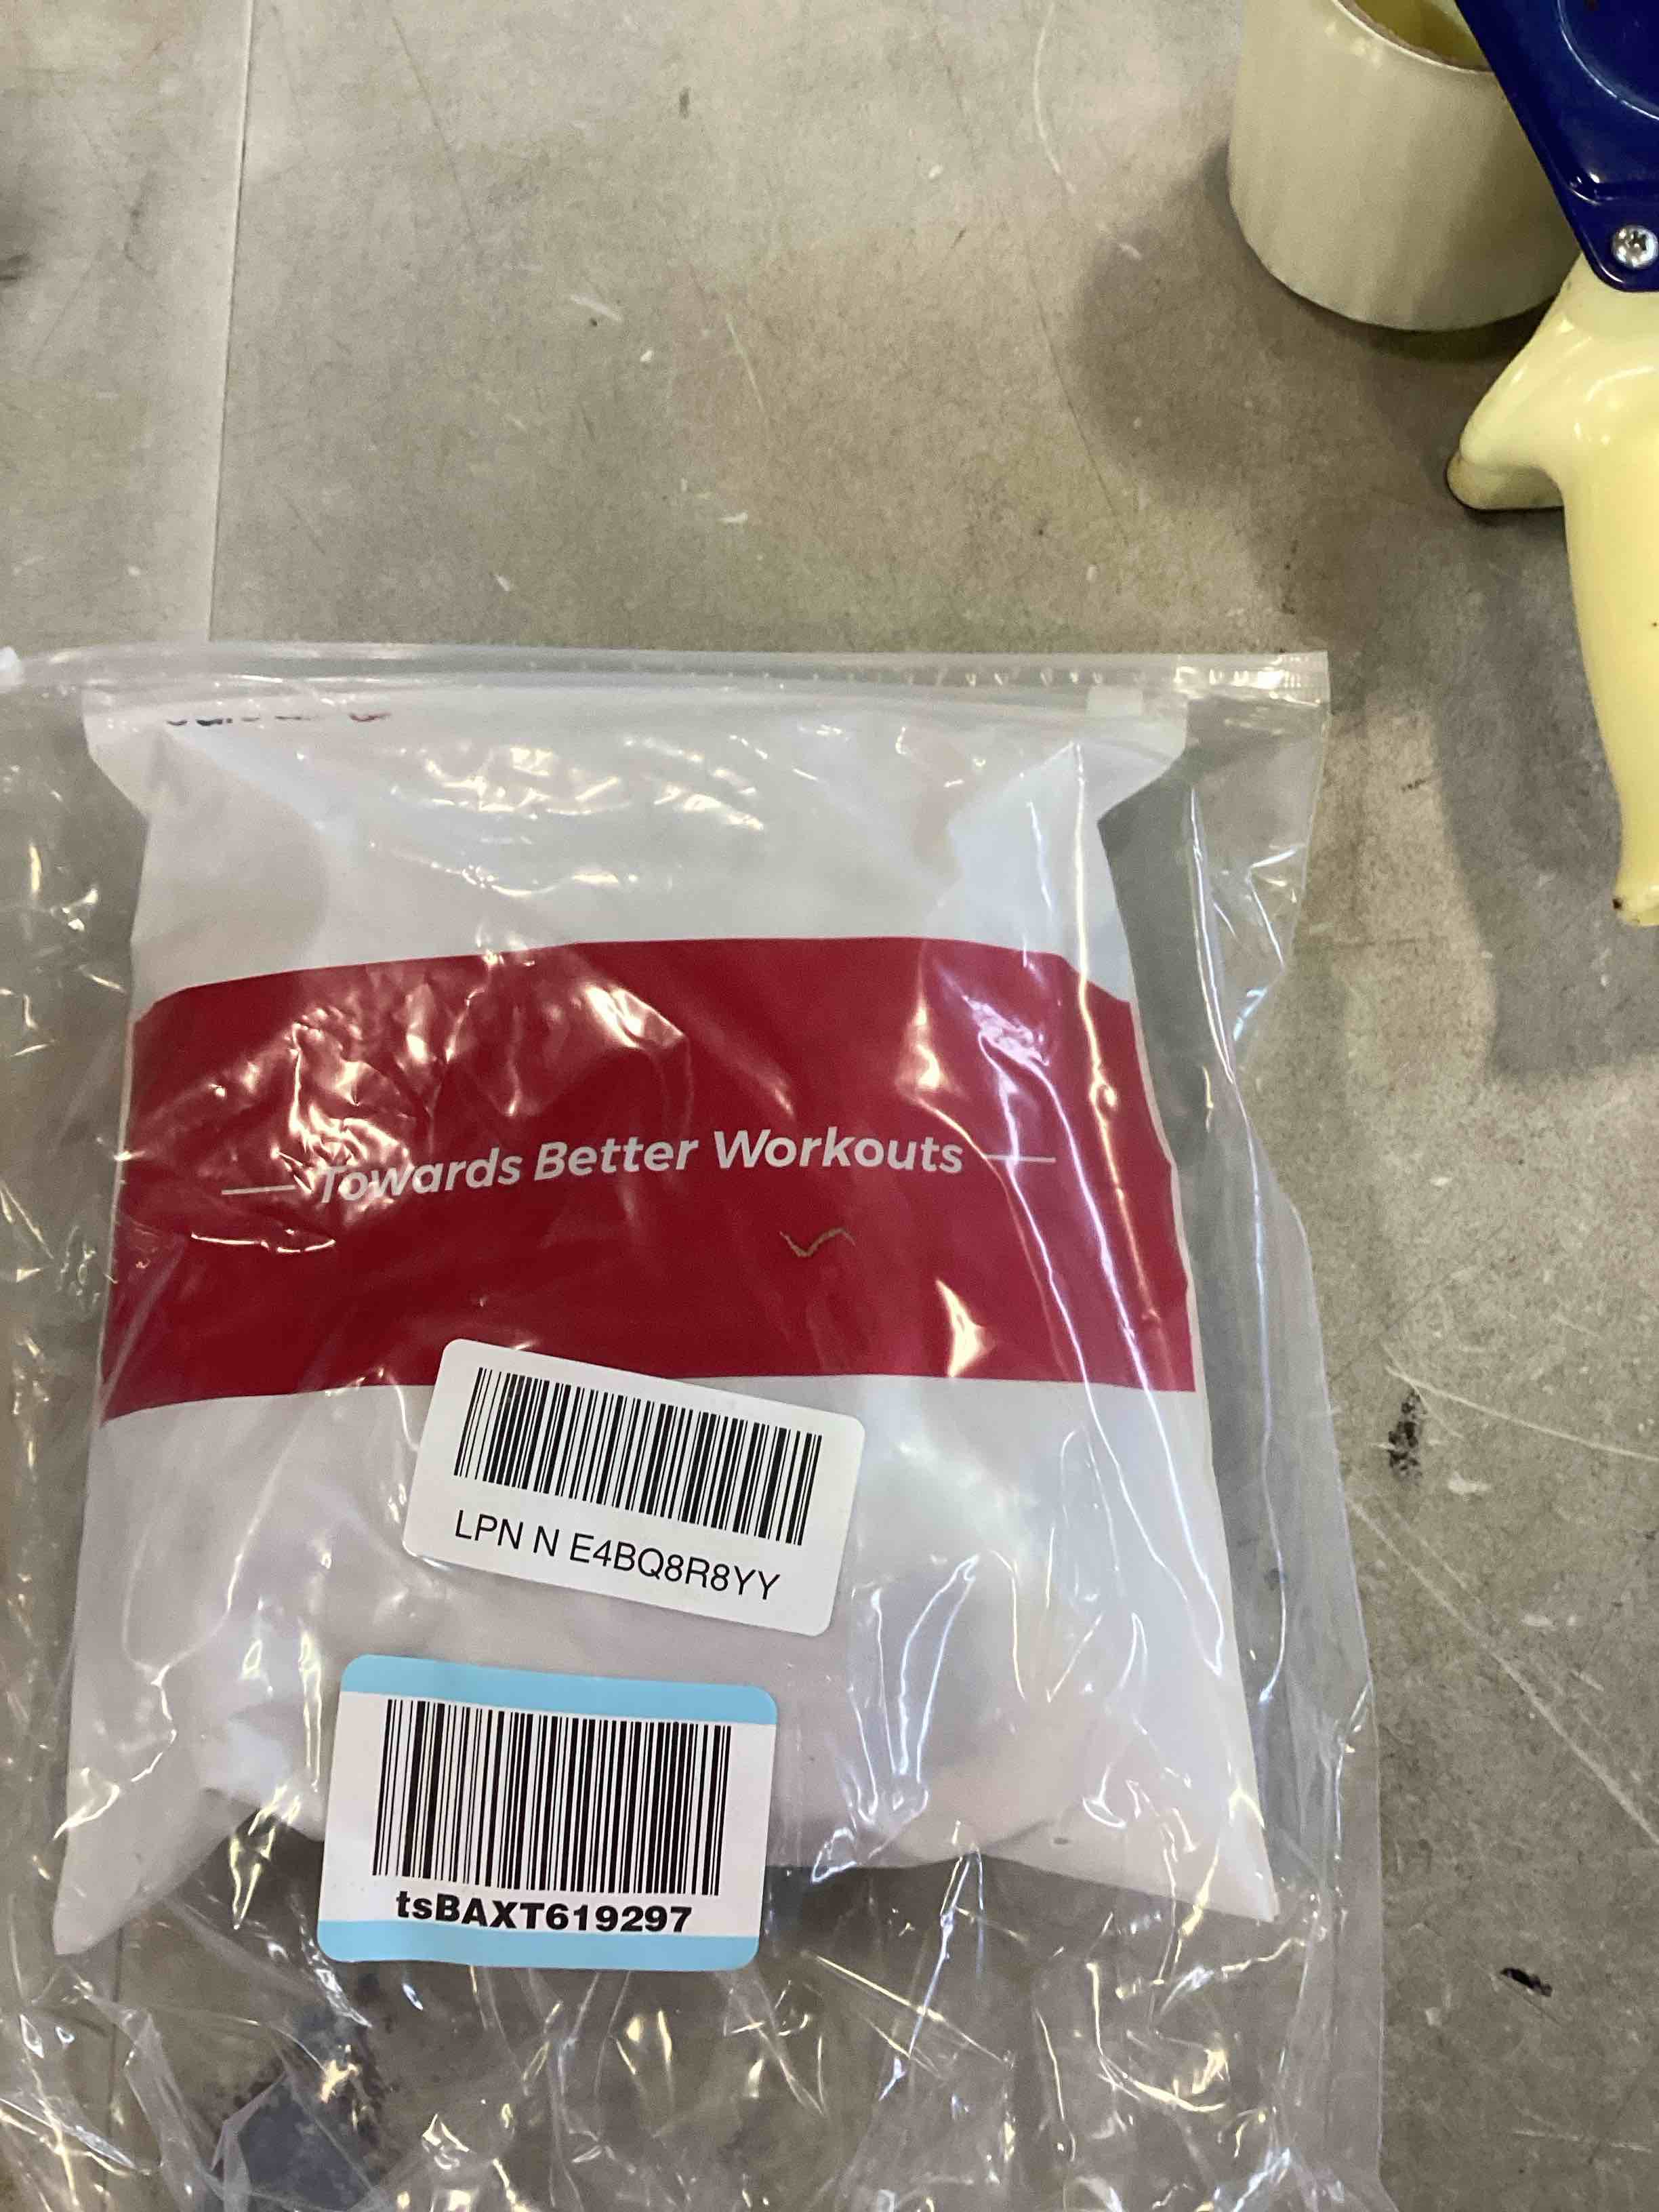 Towards Better Workouts
LPN N E4BQ8R8YY
tsBAXT619297